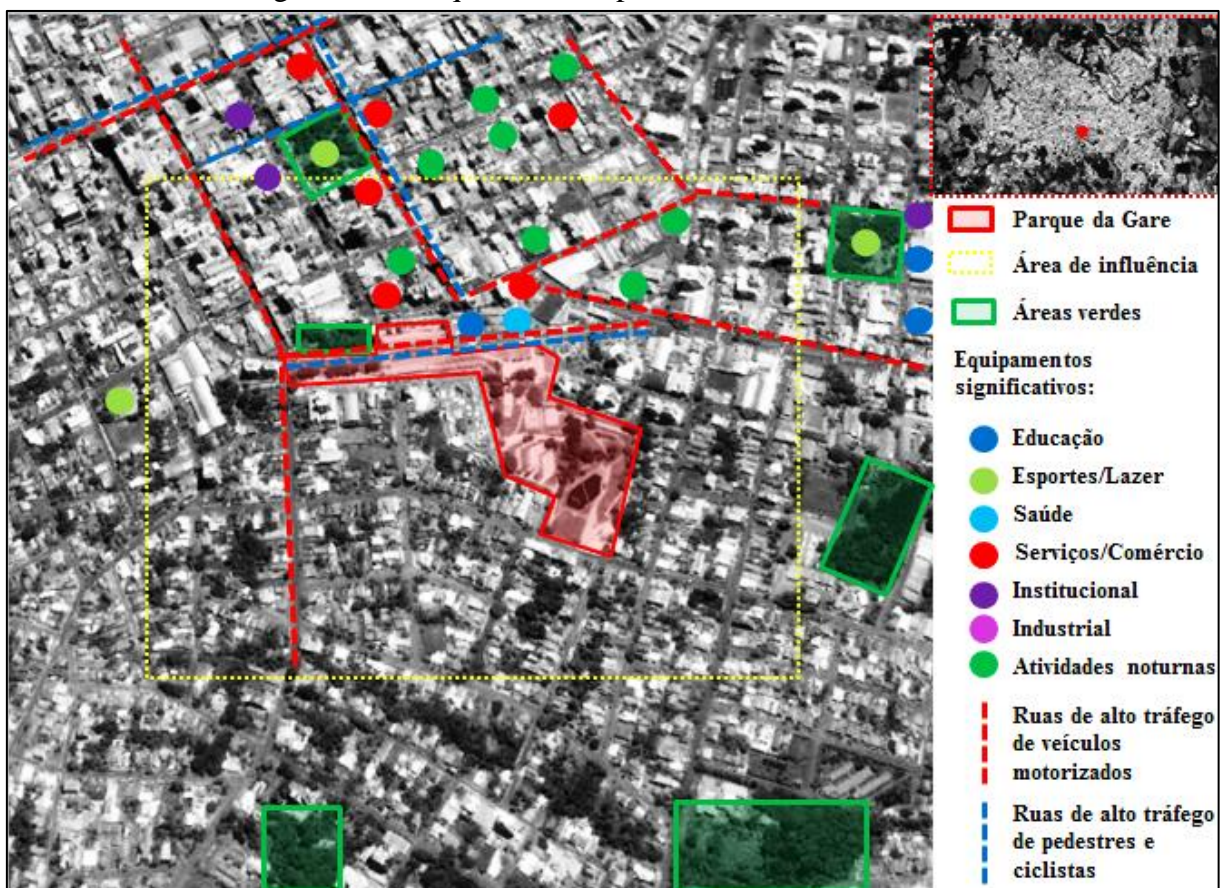 Parque da Gare
Área de influência
Áreas verdes
Equipamentos
significativos:
Educação
Esportes/Lazer
Saúde
Serviços/Comércio
Institucional
Industrial
Atividades noturnas
Ruas de alto tráfego
de veículos
motorizados
Ruas de alto tráfego
de pedestres e
ciclistas